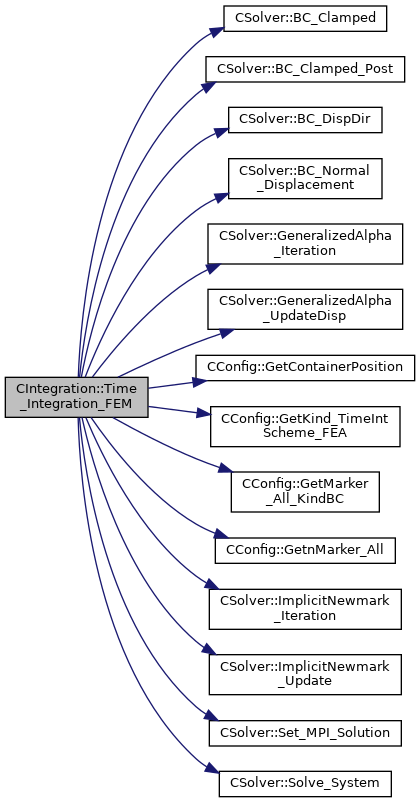 CSolver::BC_Clamped
CSolver::BC_Clamped_Post
CSolver::BC_DispDir
CSolver::BC_Normal
_Displacement
CSolver::GeneralizedAlpha
_Iteration
CSolver::GeneralizedAlpha
_UpdateDisp
CConfig::GetContainerPosition
CIntegration::Time
_Integration_FEM
CConfig::GetKind_TimeInt
Scheme_FEA
CConfig::GetMarker
_All_KindBC
CConfig::GetnMarker_All
CSolver::ImplicitNewmark
_Iteration
CSolver::ImplicitNewmark
_Update
CSolver::Set_MPI_Solution
CSolver::Solve_System